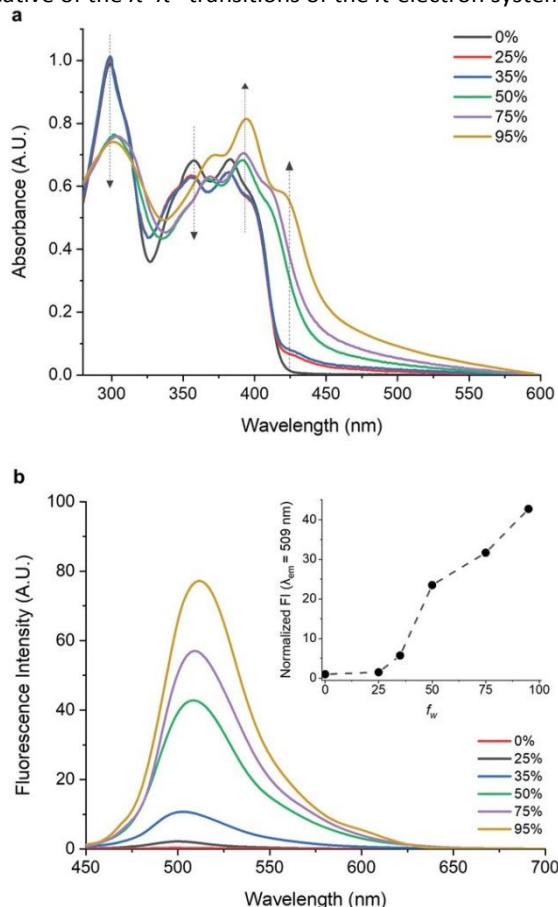 ative of the π-π* transitions of the π-electron system
a
0%
25%
35%
50%
75%
95%
1.0
0.8
0.6
0.4
0.2
0.0
Absorbance (A.U.)
300 350 400 450 500 550 600
Wavelength (nm)
b
100
80
60
40
20
0
Fluorescence Intensity (A.U.)
Normalized FI (λem = 509 nm)
40
30
20
10
0
0 25 50 75 100
fw
0%
25%
35%
50%
75%
95%
450 500 550 600 650 700
Wavelength (nm)